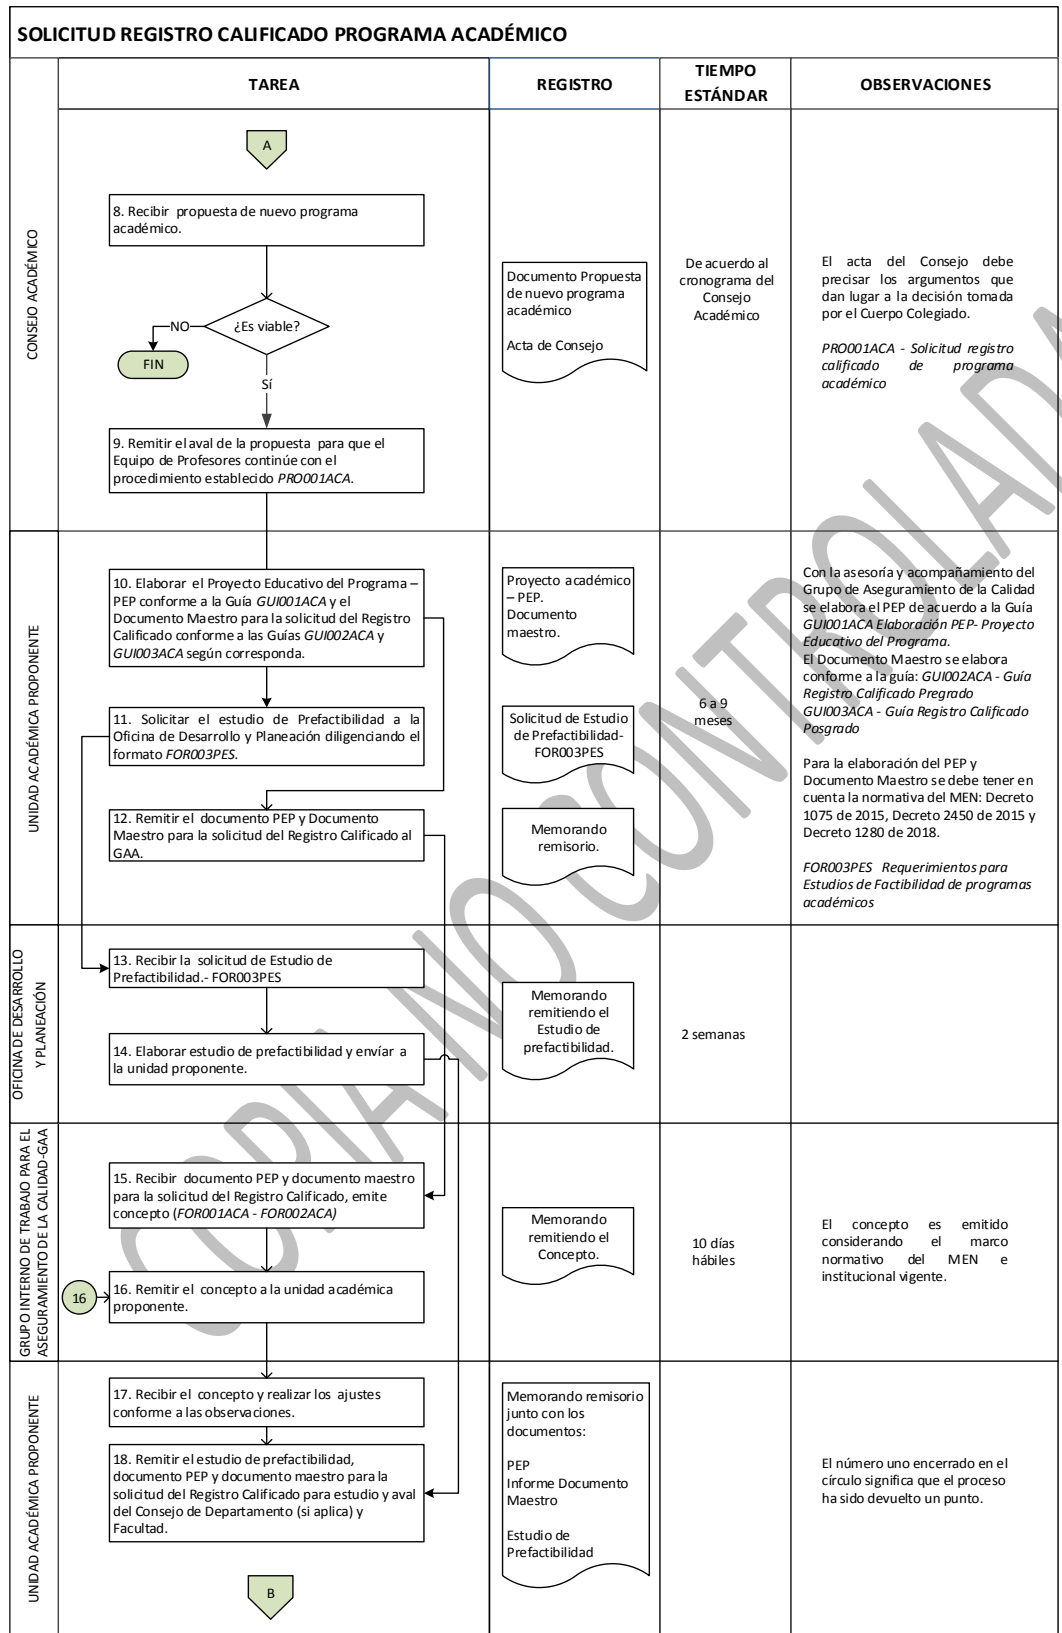 SOLICITUD REGISTRO CALIFICADO PROGRAMA ACADÉMICO
TAREA
REGISTRO
TIEMPO
ESTÁNDAR
OBSERVACIONES
CONSEJO ACADÉMICO
A
8. Recibir propuesta de nuevo programa
académico.
¿Es viable?
NO
FIN
Sí
9. Remitir el aval de la propuesta para que el
Equipo de Profesores continúe con el
procedimiento establecido PRO001ACA.
Documento Propuesta
de nuevo programa
académico
Acta de Consejo
De acuerdo al
cronograma del
Consejo
Académico
El acta del Consejo debe
precisar los argumentos que
dan lugar a la decisión tomada
por el Cuerpo Colegiado.
PRO001ACA - Solicitud registro
calificado de programa
académico
UNIDAD ACADÉMICA PROPONENTE
10. Elaborar el Proyecto Educativo del Programa –
PEP conforme a la Guía GUI001ACA y el
Documento Maestro para la solicitud del Registro
Calificado conforme a las Guías GUI002ACA y
GUI003ACA según corresponda.
11. Solicitar el estudio de Prefactibilidad a la
Oficina de Desarrollo y Planeación diligenciando el
formato FOR003PES.
12. Remitir el documento PEP y Documento
Maestro para la solicitud del Registro Calificado al
GAA.
Proyecto académico
– PEP.
Documento
maestro.
Solicitud de Estudio
de Prefactibilidad-
FOR003PES
Memorando
remisorio.
6 a 9
meses
Con la asesoría y acompañamiento del
Grupo de Aseguramiento de la Calidad
se elabora el PEP de acuerdo a la Guía
GUI001ACA Elaboración PEP- Proyecto
Educativo del Programa.
El Documento Maestro se elabora
conforme a la guía: GUI002ACA - Guía
Registro Calificado Pregrado
GUI003ACA - Guía Registro Calificado
Posgrado
Para la elaboración del PEP y
Documento Maestro se debe tener en
cuenta la normativa del MEN: Decreto
1075 de 2015, Decreto 2450 de 2015 y
Decreto 1280 de 2018.
FOR003PES Requerimientos para
Estudios de Factibilidad de programas
académicos
OFICINA DE DESARROLLO
Y PLANEACIÓN
13. Recibir la solicitud de Estudio de
Prefactibilidad.- FOR003PES
14. Elaborar estudio de prefactibilidad y envíar a
la unidad proponente.
Memorando
remitiendo el
Estudio de
prefactibilidad.
2 semanas
GRUPO INTERNO DE TRABAJO PARA EL
ASEGURAMIENTO DE LA CALIDAD-GAA
15. Recibir documento PEP y documento maestro
para la solicitud del Registro Calificado, emite
concepto (FOR001ACA - FOR002ACA)
16
16. Remitir el concepto a la unidad académica
proponente.
Memorando
remitiendo el
Concepto.
10 días
hábiles
El concepto es emitido
considerando el marco
normativo del MEN e
institucional vigente.
UNIDAD ACADÉMICA PROPONENTE
17. Recibir el concepto y realizar los ajustes
conforme a las observaciones.
18. Remitir el estudio de prefactibilidad,
documento PEP y documento maestro para la
solicitud del Registro Calificado para estudio y aval
del Consejo de Departamento (si aplica) y
Facultad.
B
Memorando remisorio
junto con los
documentos:
PEP
Informe Documento
Maestro
Estudio de
Prefactibilidad
El número uno encerrado en el
círculo significa que el proceso
ha sido devuelto un punto.
COPIA NO CONTROLADA